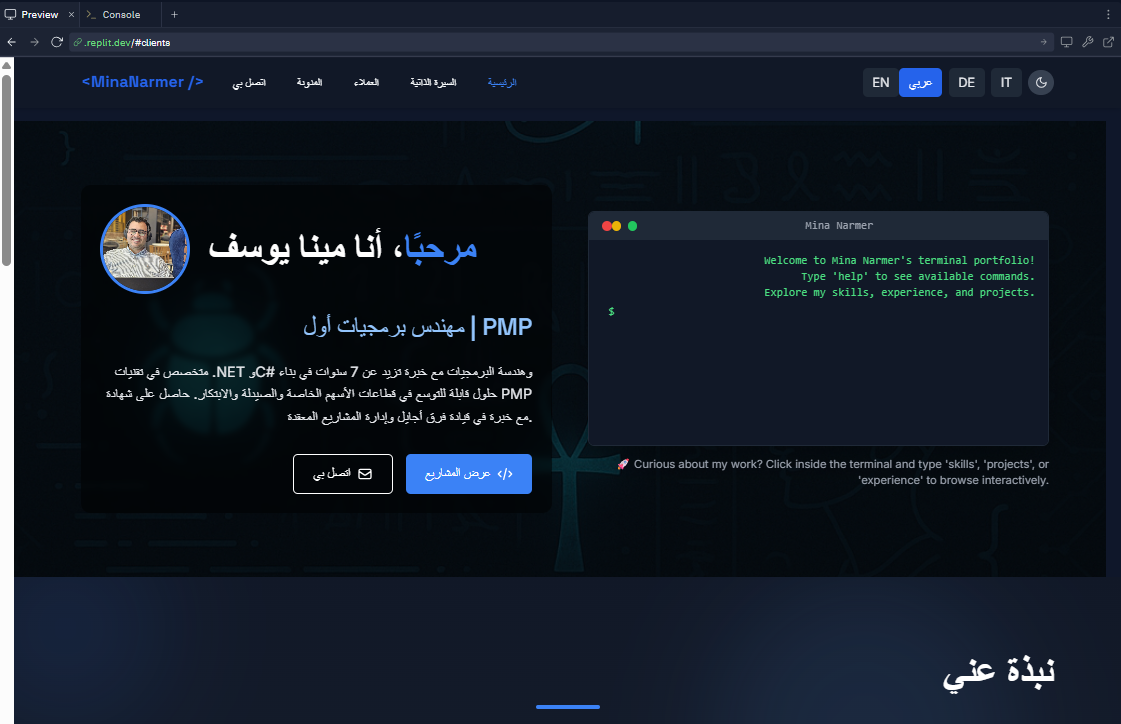 Preview
Console
.replit.dev/#clients
<MinaNarmer />
الرئيسية
السيرة الذاتية
العملاء
المدونة
اتصل بي
EN
عربي
DE
IT
مرحبًا، أنا مينا يوسف
PMP | مهندس برمجيات أول
وهندسة البرمجيات مع خبرة تزيد عن 7 سنوات في بناء C#و .NET متخصص في تقنيات
PMP حلول قابلة للتوسع في قطاعات الأسهم الخاصة والصيدلة والابتكار. حاصل على شهادة
.مع خبرة في قيادة فرق أجايل وإدارة المشاريع المعقدة
عرض المشاريع
اتصل بي
Mina Narmer
Welcome to Mina Narmer's terminal portfolio!
Type 'help' to see available commands.
Explore my skills, experience, and projects.
$
🚀 Curious about my work? Click inside the terminal and type 'skills', 'projects', or
'experience' to browse interactively.
نبذة عني